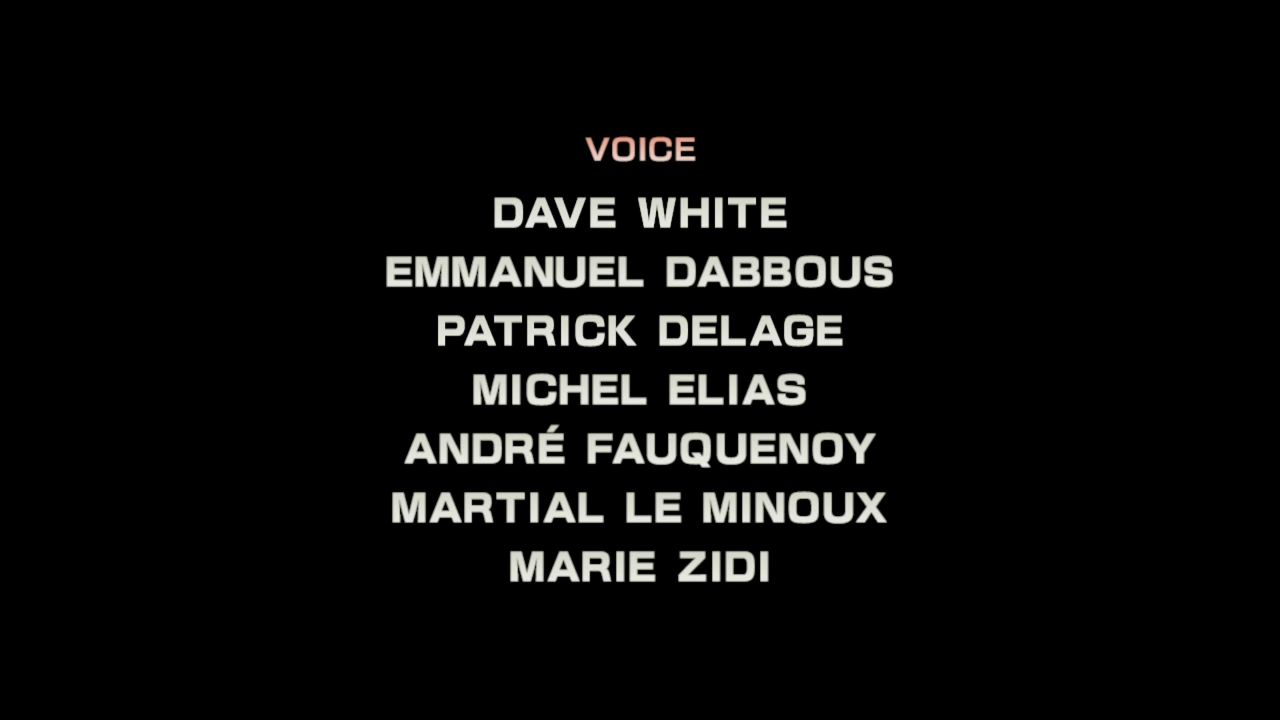 VOICE
DAVE WHITE
EMMANUEL DABBOUS
PATRICK DELAGE
MICHEL ELIAS
ANDRÉ FAUQUENOY
MARTIAL LE MINOUX
MARIE ZIDI